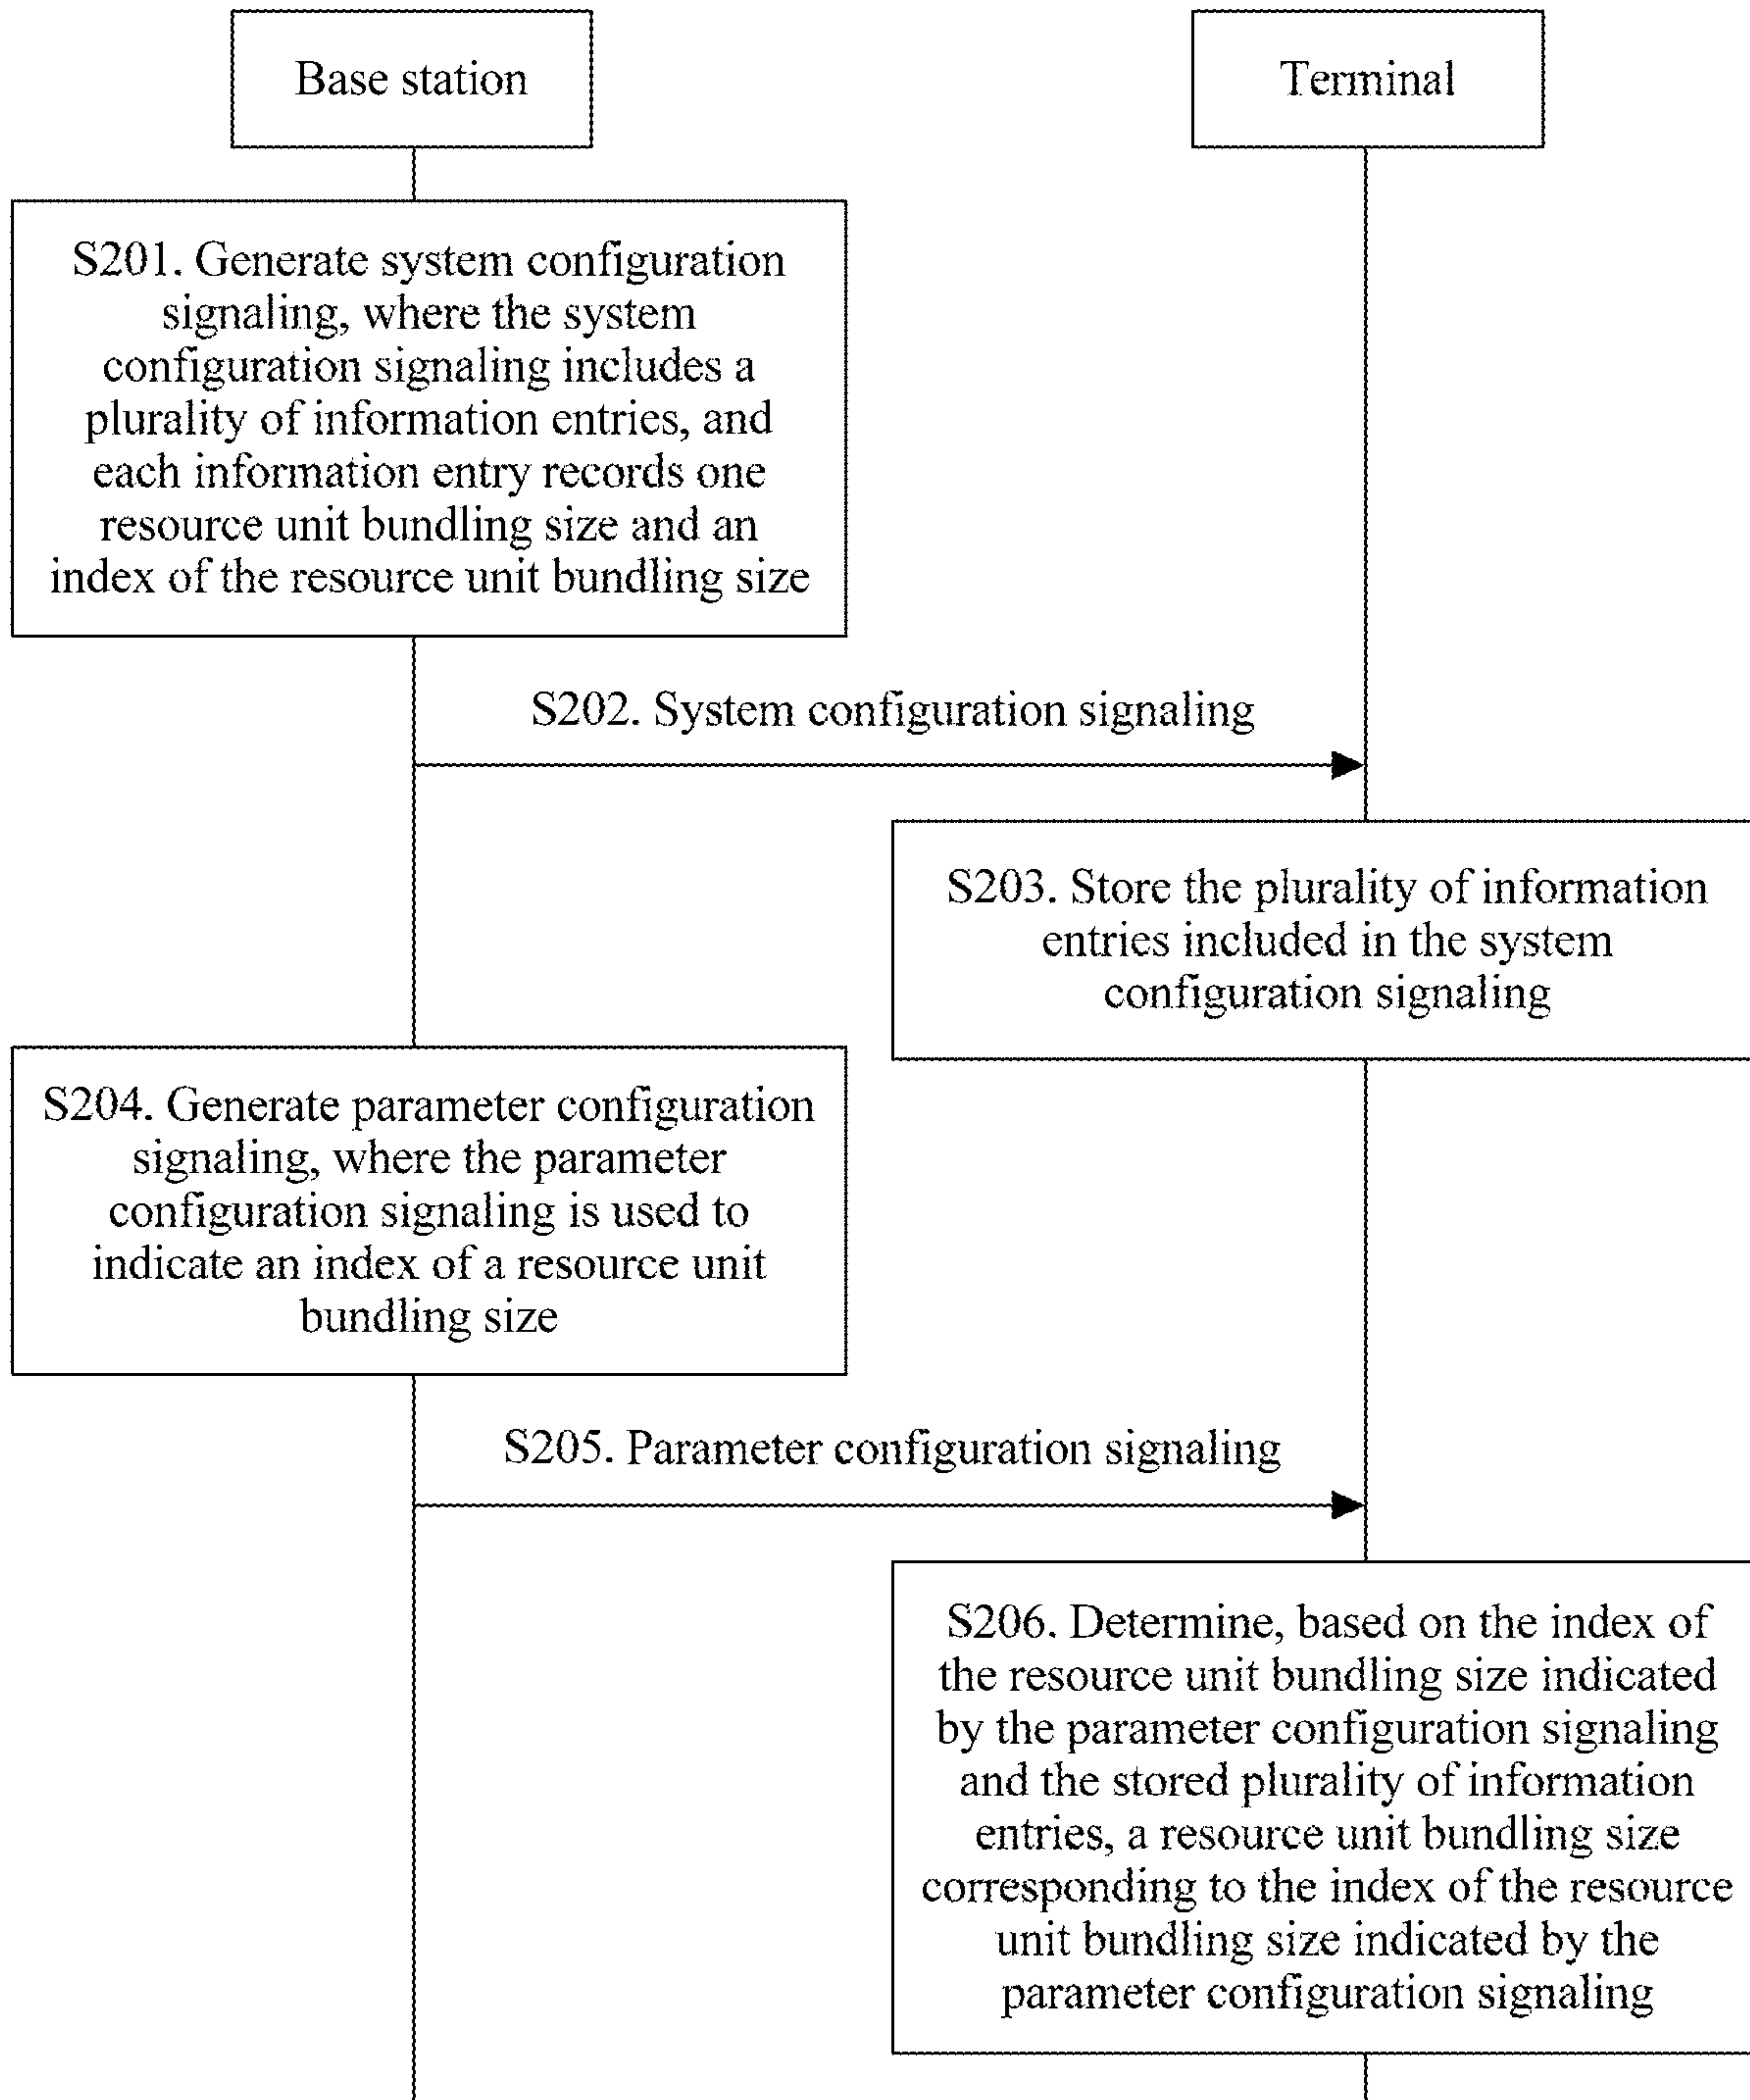 Base station
Terminal
S201. Generate system configuration
signaling, where the system
configuration signaling includes a
plurality of information entries, and
each information entry records one
resource unit bundling size and an
index of the resource unit bundling size
S202. System configuration signaling
S203. Store the plurality of information
entries included in the system
configuration signaling
S204. Generate parameter configuration
signaling, where the parameter
configuration signaling is used to
indicate an index of a resource unit
bundling size
S205. Parameter configuration signaling
S206. Determine, based on the index of
the resource unit bundling size indicated
by the parameter configuration signaling
and the stored plurality of information
entries, a resource unit bundling size
corresponding to the index of the resource
unit bundling size indicated by the
parameter configuration signaling